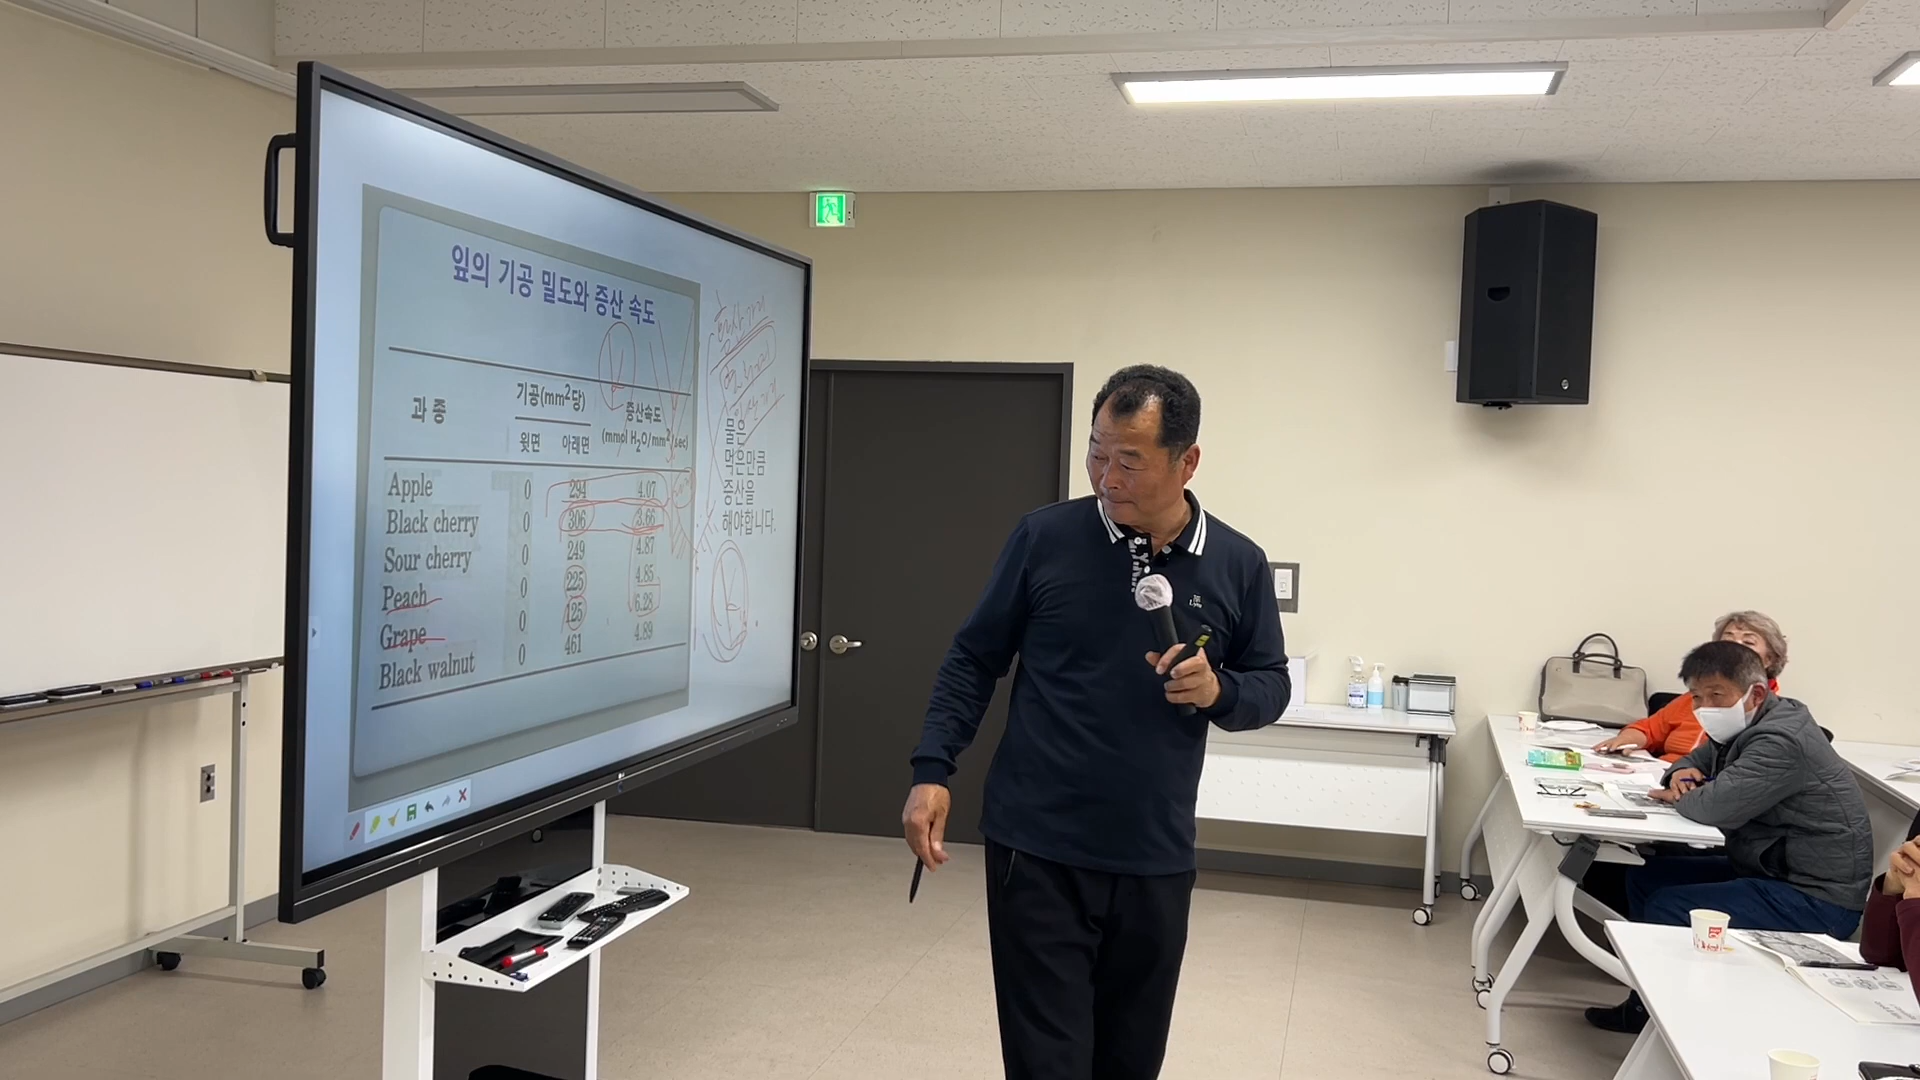 잎의 기공 밀도와 증산 속도
과 종 기공(mm2당) 증산속도
윗면 아래면 (mmol H2O/mm2/sec)
Apple 0 294 4.07
Black cherry 0 306 3.66
Sour cherry 0 249 4.87
Peach 0 225 4.85
Grape 0 125 6.28
Black walnut 0 461 4.89
물은
먹은만큼
증산을
해야합니다.